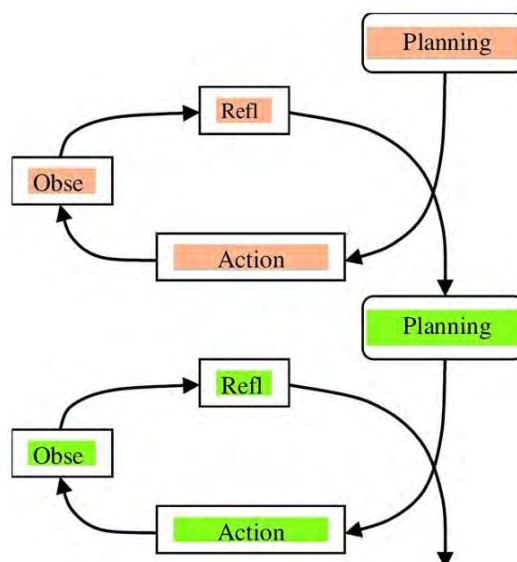 Planning
Refl
Obse
Action
Planning
Refl
Obse
Action